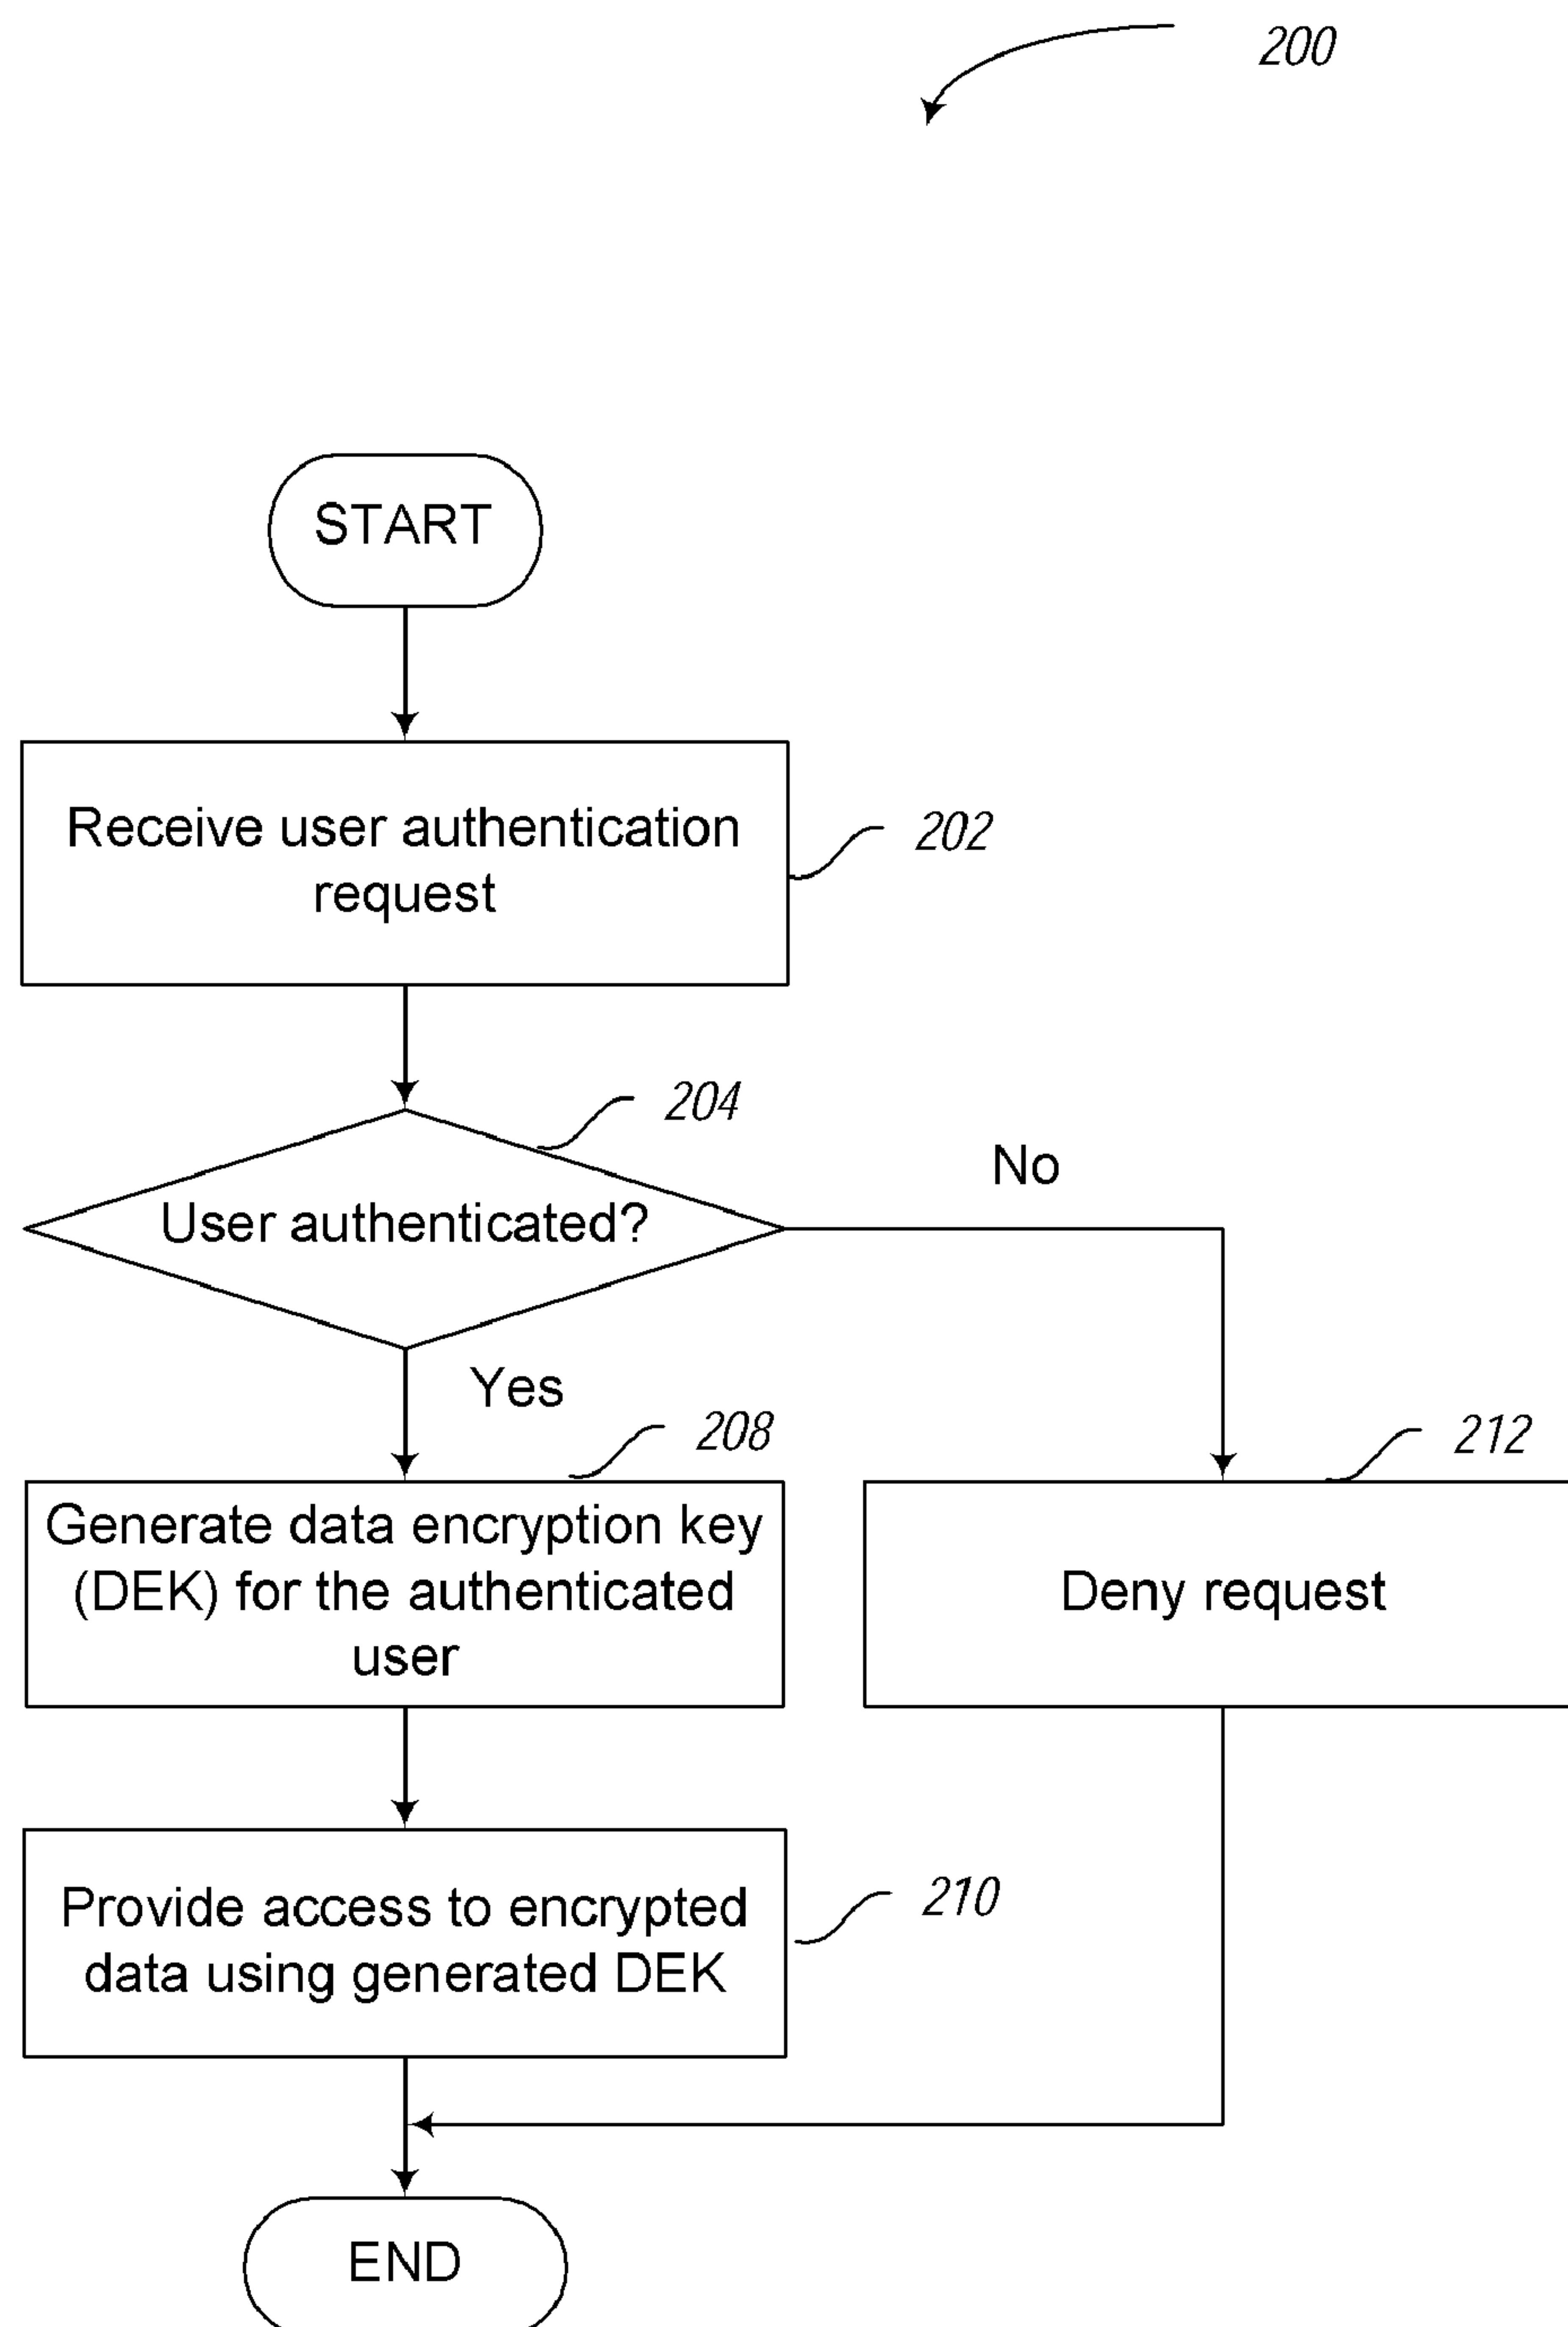 200
START
Receive user authentication
request
202
204
User authenticated?
No
Yes
208
Generate data encryption key
(DEK) for the authenticated
user
212
Deny request
Provide access to encrypted
data using generated DEK
210
END